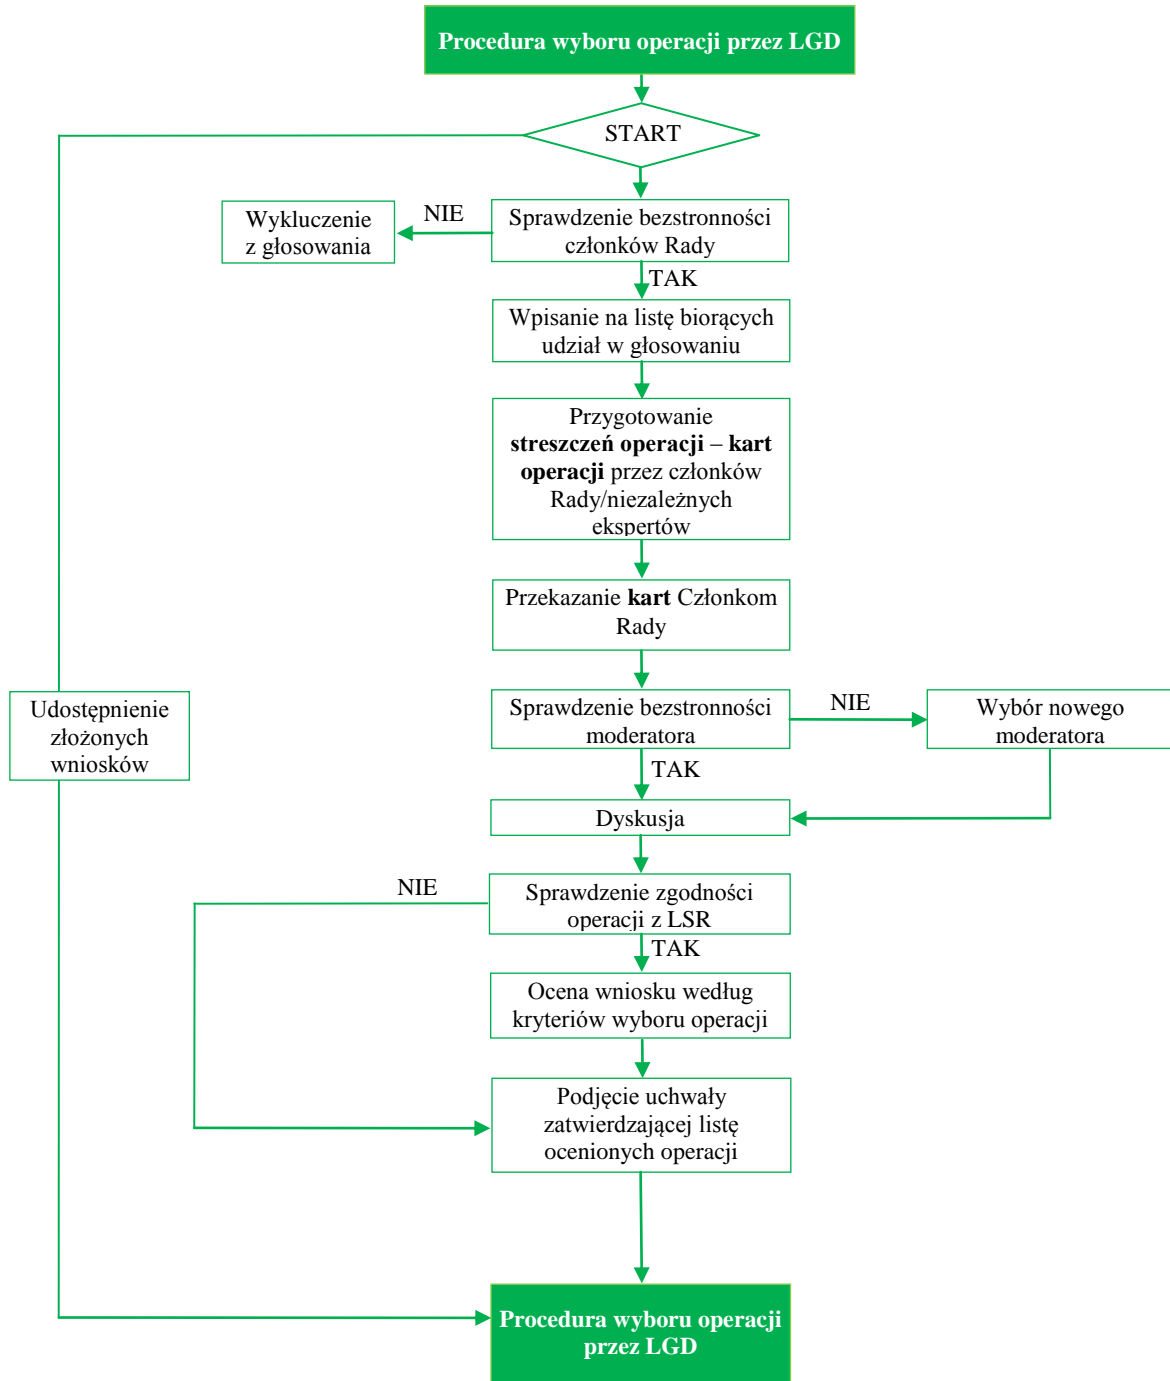 Procedura wyboru operacji przez LGD
START
NIE
Wykluczenie
z głosowania
Sprawdzenie bezstronności
członków Rady
TAK
Wpisanie na listę biorących
udział w głosowaniu
Przygotowanie
streszczeń operacji – kart
operacji przez członków
Rady/niezależnych
ekspertów
Przekazanie kart Członkom
Rady
Udostępnienie
złożonych
wniosków
Sprawdzenie bezstronności
moderatora
NIE
Wybór nowego
moderatora
TAK
Dyskusja
NIE
Sprawdzenie zgodności
operacji z LSR
TAK
Ocena wniosku według
kryteriów wyboru operacji
Podjęcie uchwały
zatwierdzającej listę
ocenionych operacji
Procedura wyboru operacji
przez LGD